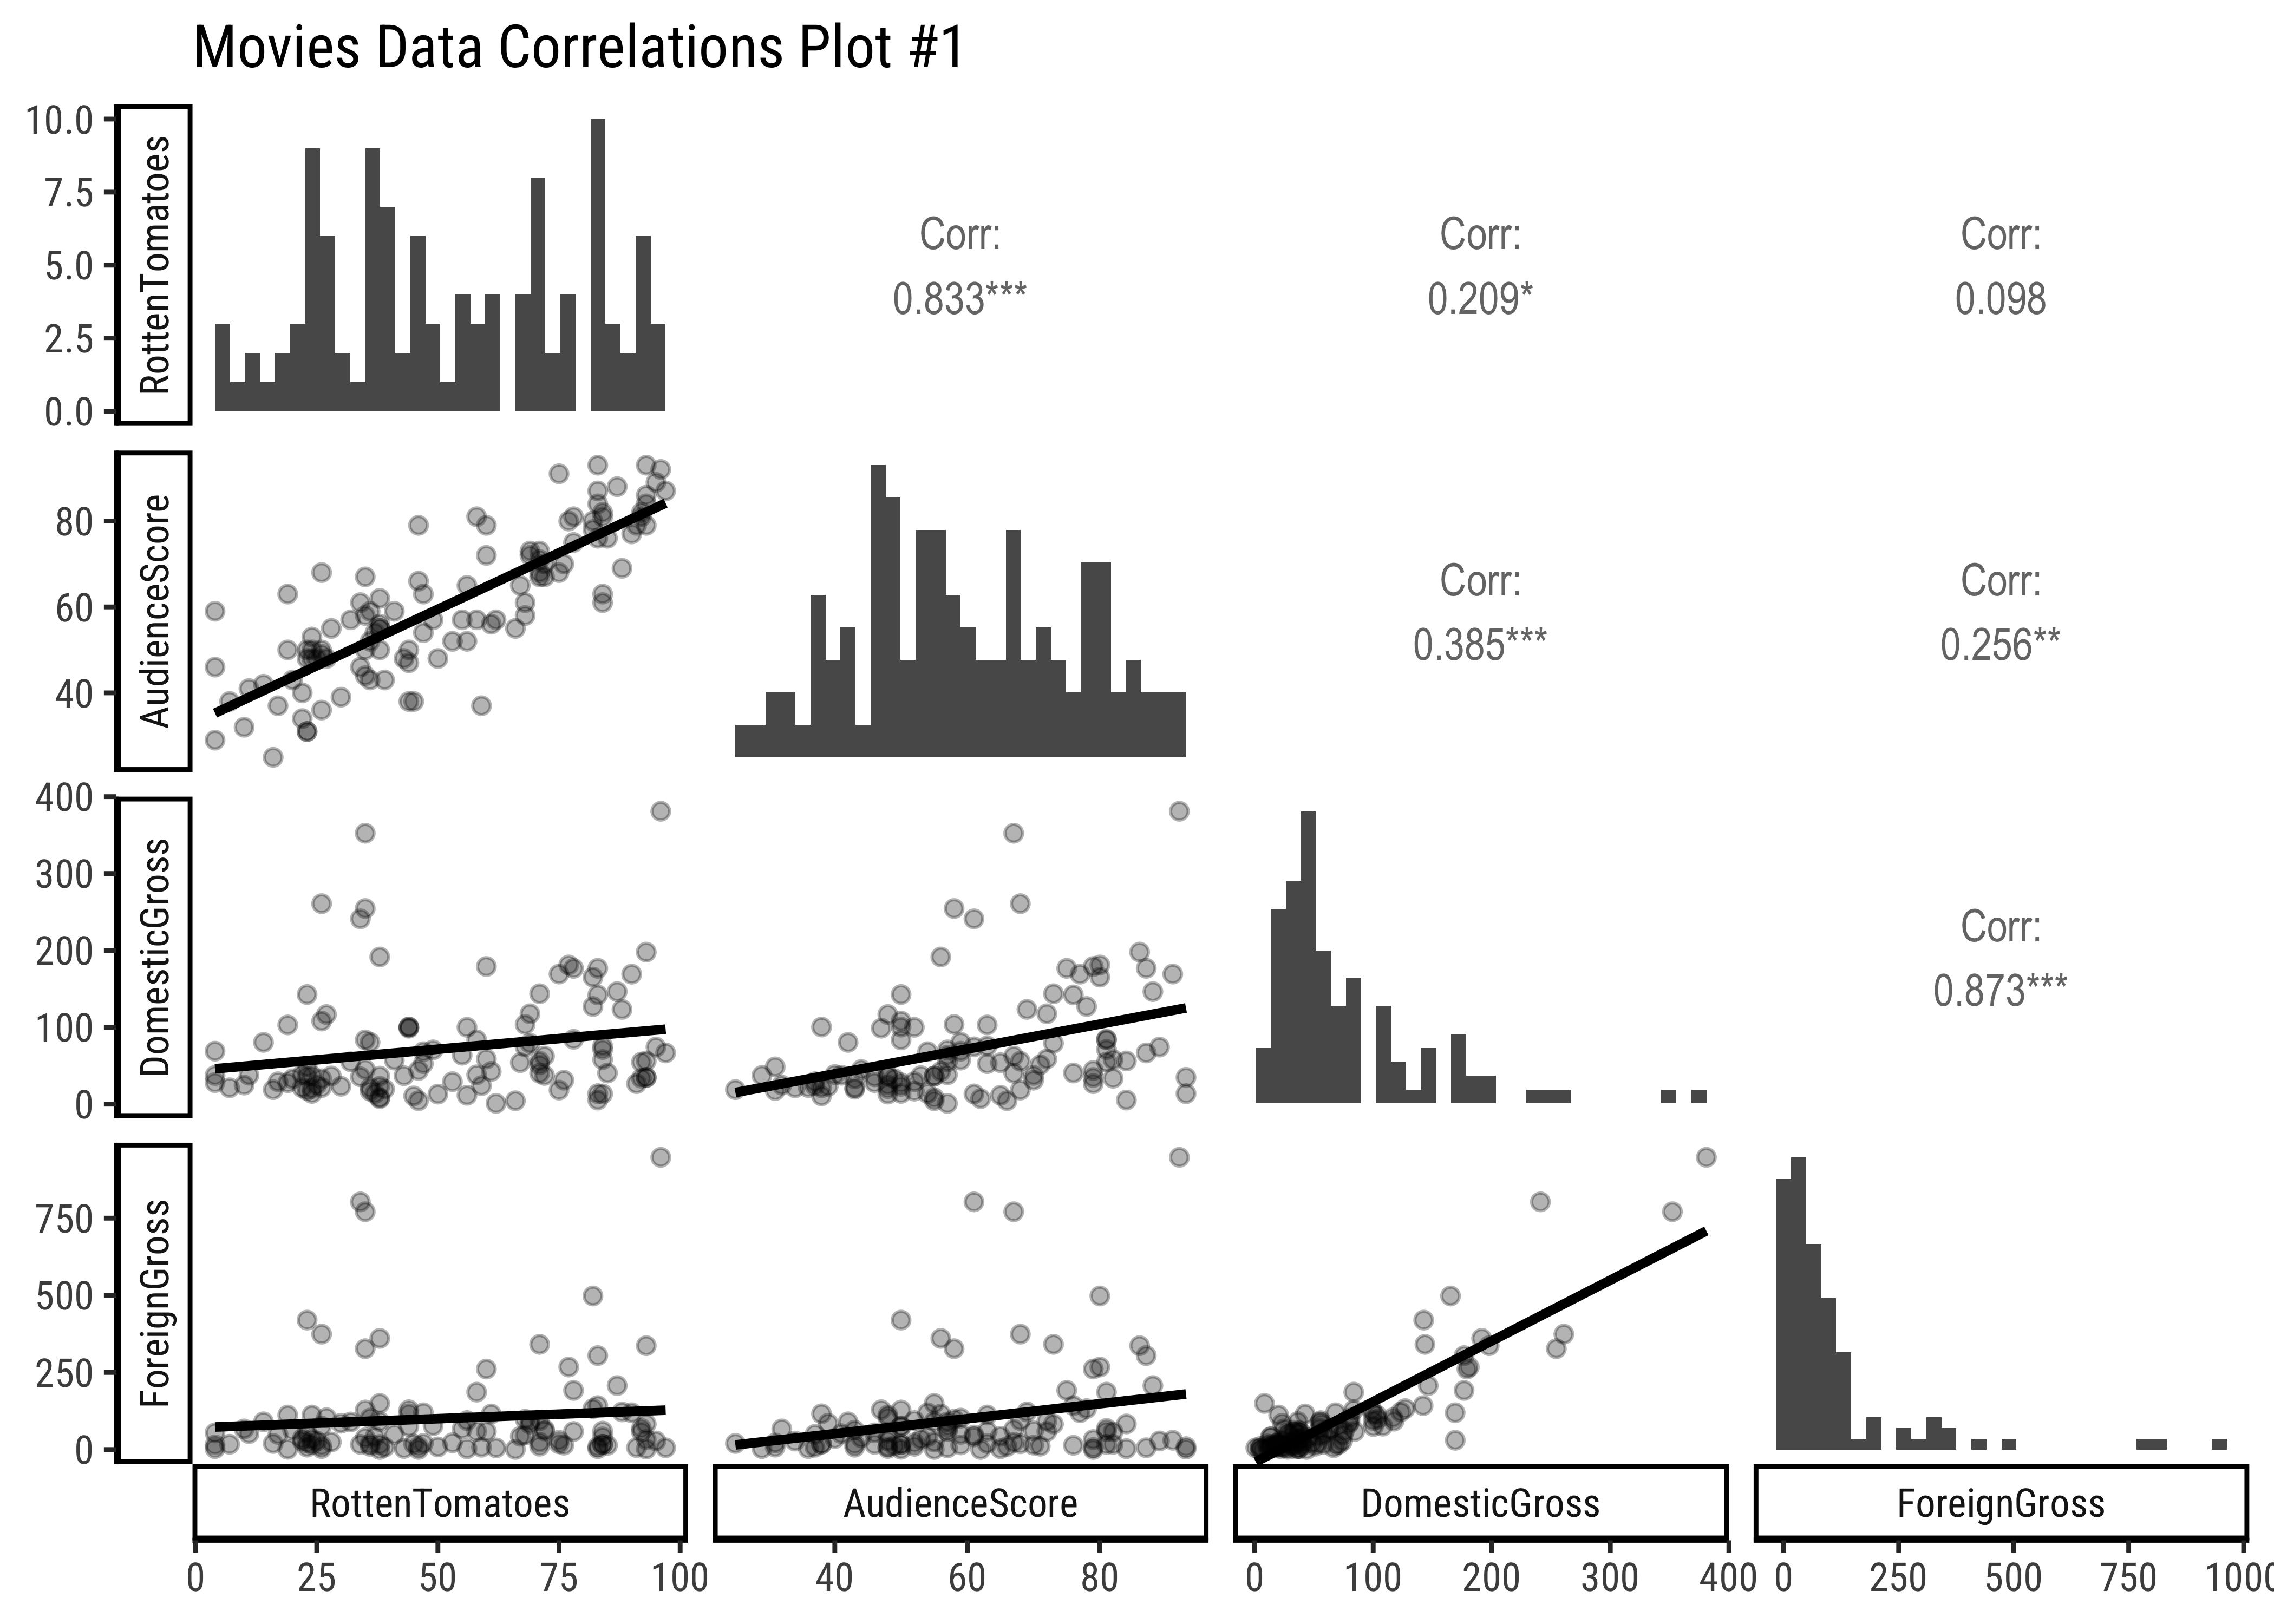 Movies Data Correlations Plot #1
10.0
7.5
5.0
2.5
0.0
RottenTomatoes
Corr:
0.833***
Corr:
0.209*
Corr:
0.098
80
60
40
AudienceScore
Corr:
0.385***
Corr:
0.256**
400
300
200
100
0
DomesticGross
Corr:
0.873***
750
500
250
0
ForeignGross
RottenTomatoes
AudienceScore
DomesticGross
ForeignGross
0 25 50 75 100
40 60 80
0 100 200 300 400
0 250 500 750 1000